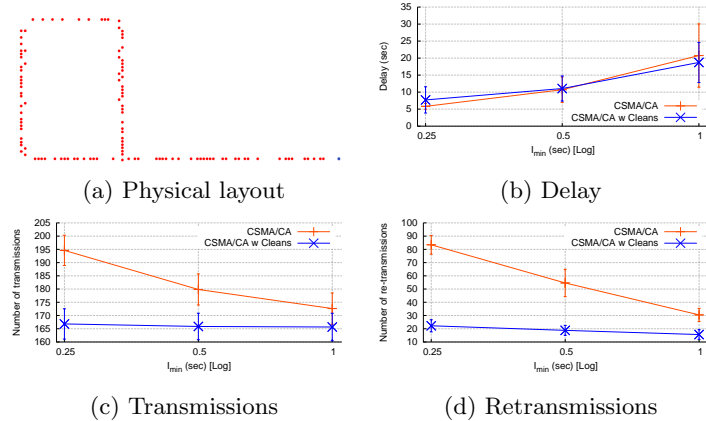 35
30
25
20
15
10
5
0
Delay (sec)
0.25
0.5
1
I_min (sec) [Log]
CSMA/CA
CSMA/CA w Cleans
(a) Physical layout
(b) Delay
205
200
195
190
185
180
175
170
165
160
Number of transmissions
0.25
0.5
1
I_min (sec) [Log]
CSMA/CA
CSMA/CA w Cleans
100
90
80
70
60
50
40
30
20
10
Number of re-transmissions
0.25
0.5
1
I_min (sec) [Log]
CSMA/CA
CSMA/CA w Cleans
(c) Transmissions
(d) Retransmissions